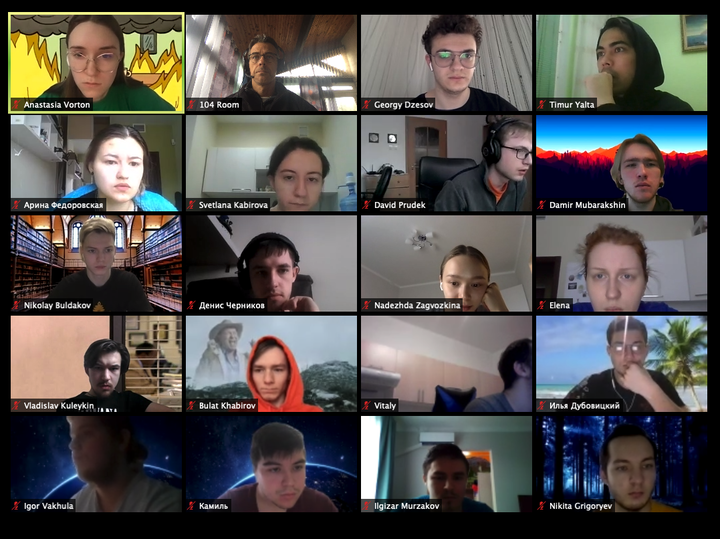 Anastasia Vorton
104 Room
Georgy Dzesov
Timur Yalta
Арина Федоровская
Svetlana Kabirova
David Prudek
Damir Mubarakshin
Nikolay Buldakov
Денис Черников
Nadezhda Zagvozkina
Elena
Vladislav Kuleykin
Bulat Khabirov
Vitaly
Илья Дубовицкий
Igor Vakhula
Камиль
Ilgizar Murzakov
Nikita Grigoryev